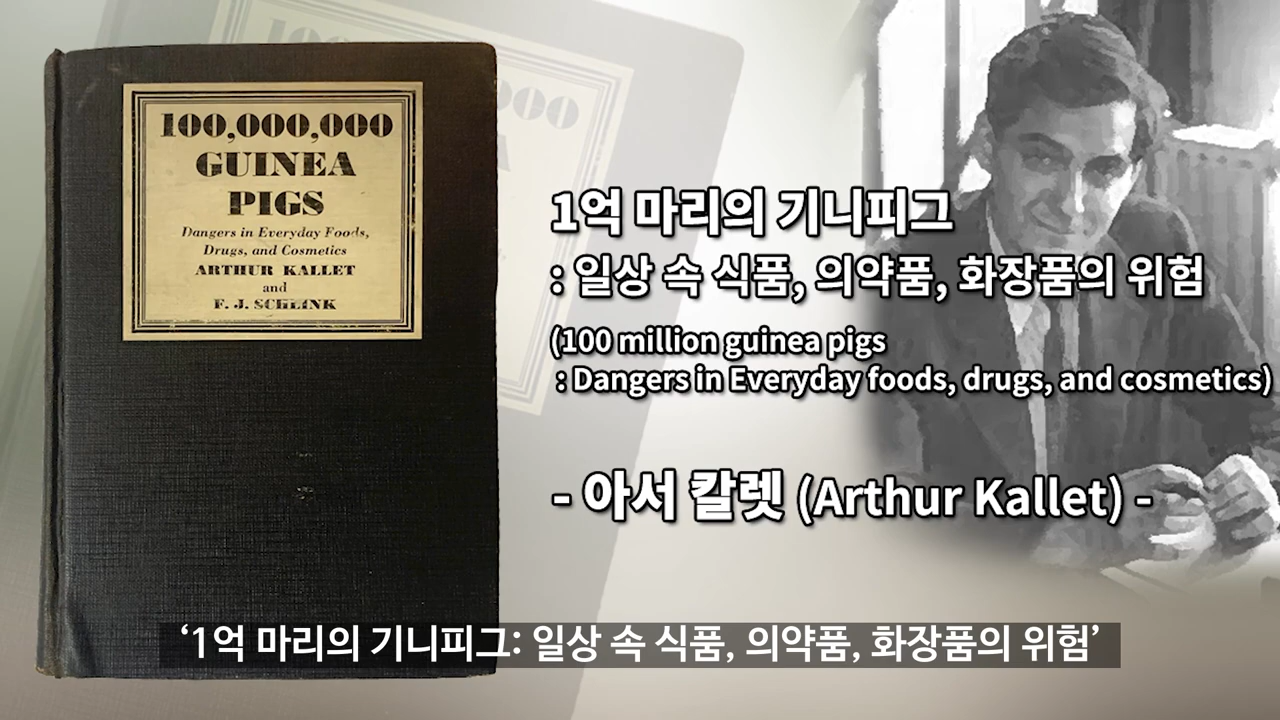 100,000,000
GUINEA
PIGS
Dangers in Everyday Foods,
Drugs, and Cosmetics
ARTHUR KALLET
and
F. J. SCHLINK
1억 마리의 기니피그
: 일상 속 식품, 의약품, 화장품의 위험
(100 million guinea pigs
: Dangers in Everyday foods, drugs, and cosmetics)
- 아서 칼렛 (Arthur Kallet) -
‘1억 마리의 기니피그: 일상 속 식품, 의약품, 화장품의 위험’